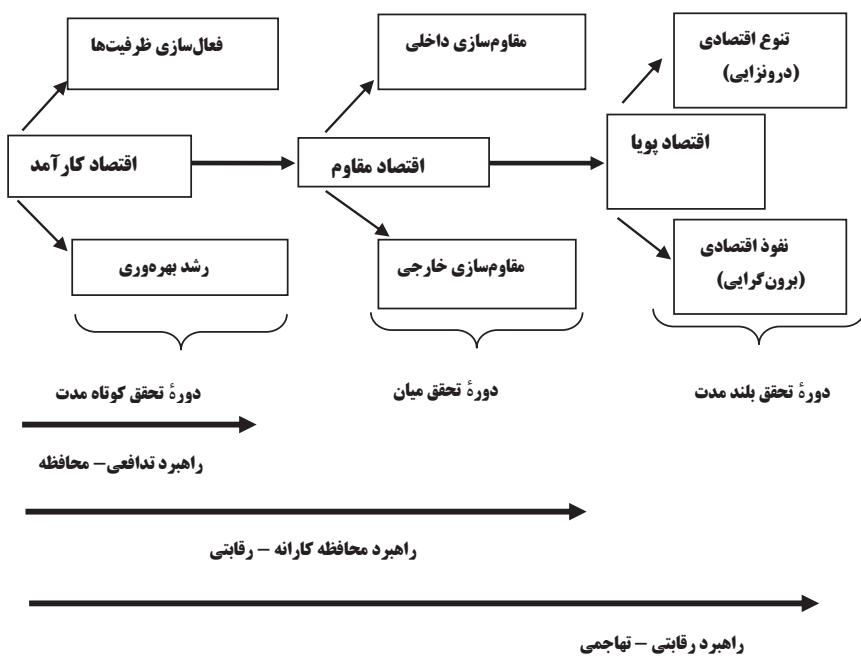 فعال‌سازی ظرفیت‌ها
مقاوم‌سازی داخلی
تنوع اقتصادی
(درونزایی)
اقتصاد کارآمد
اقتصاد مقاوم
اقتصاد پویا
رشد بهره‌وری
مقاوم‌سازی خارجی
نفوذ اقتصادی
(برون‌گرایی)
دورهٔ تحقق کوتاه مدت
دورهٔ تحقق میان
دورهٔ تحقق بلند مدت
راهبرد تدافعی– محافظه
راهبرد محافظه کارانه – رقابتی
راهبرد رقابتی – تهاجمی